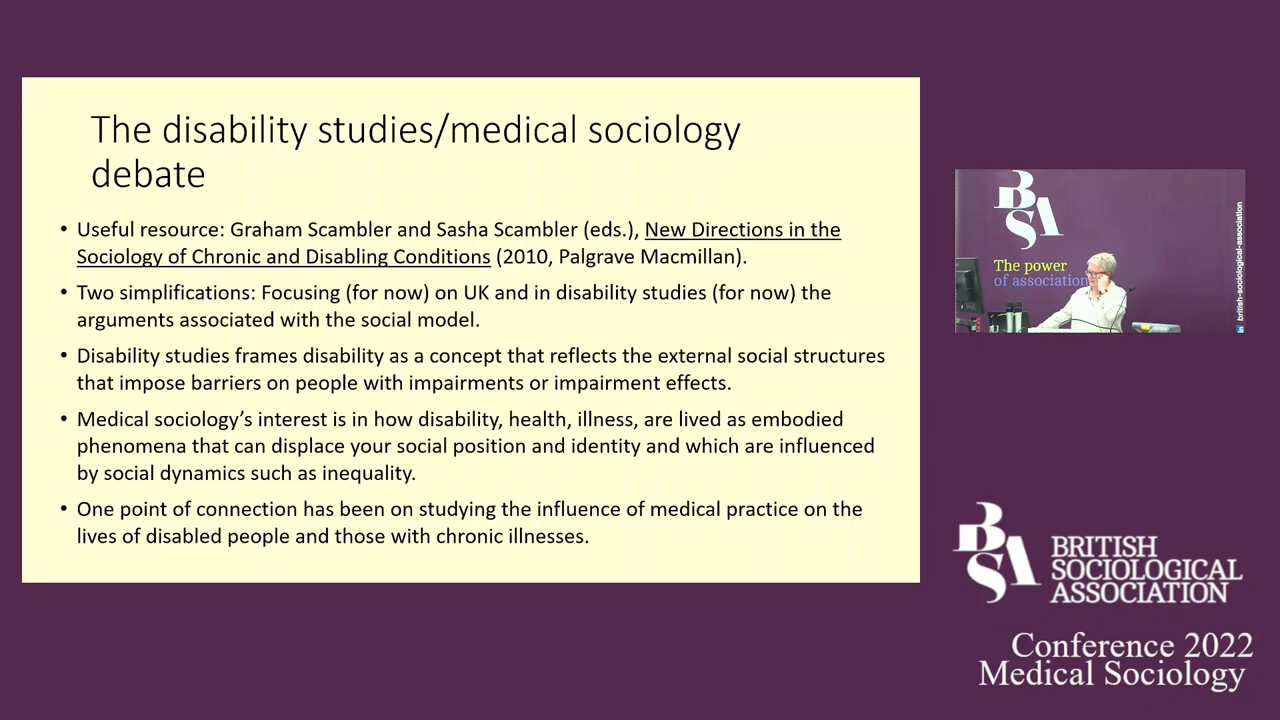 The disability studies/medical sociology
debate
• Useful resource: Graham Scambler and Sasha Scambler (eds.), New Directions in the
Sociology of Chronic and Disabling Conditions (2010, Palgrave Macmillan).
• Two simplifications: Focusing (for now) on UK and in disability studies (for now) the
arguments associated with the social model.
• Disability studies frames disability as a concept that reflects the external social structures
that impose barriers on people with impairments or impairment effects.
• Medical sociology’s interest is in how disability, health, illness, are lived as embodied
phenomena that can displace your social position and identity and which are influenced
by social dynamics such as inequality.
• One point of connection has been on studying the influence of medical practice on the
lives of disabled people and those with chronic illnesses.
BSA
The power
of association
british-sociological-association
in
BSA
BRITISH
SOCIOLOGICAL
ASSOCIATION
Conference 2022
Medical Sociology